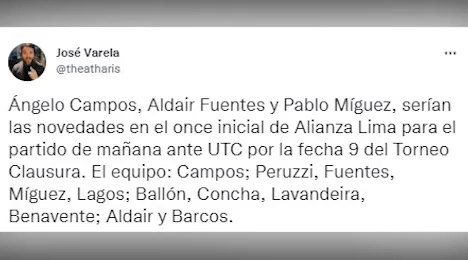 José Varela
@theatharis
...
Ángelo Campos, Aldair Fuentes y Pablo Míguez, serían
las novedades en el once inicial de Alianza Lima para el
partido de mañana ante UTC por la fecha 9 del Torneo
Clausura. El equipo: Campos; Peruzzi, Fuentes,
Míguez, Lagos; Ballón, Concha, Lavandeira,
Benavente; Aldair y Barcos.